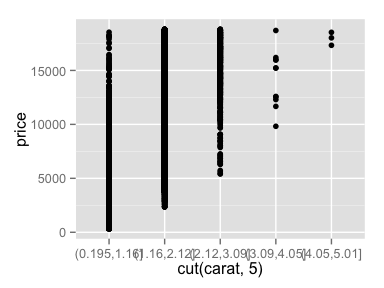 15000
10000
5000
0
price
(0.195,1.16] (1.16,2.12] (2.12,3.09] (3.09,4.05] (4.05,5.01]
cut(carat, 5)